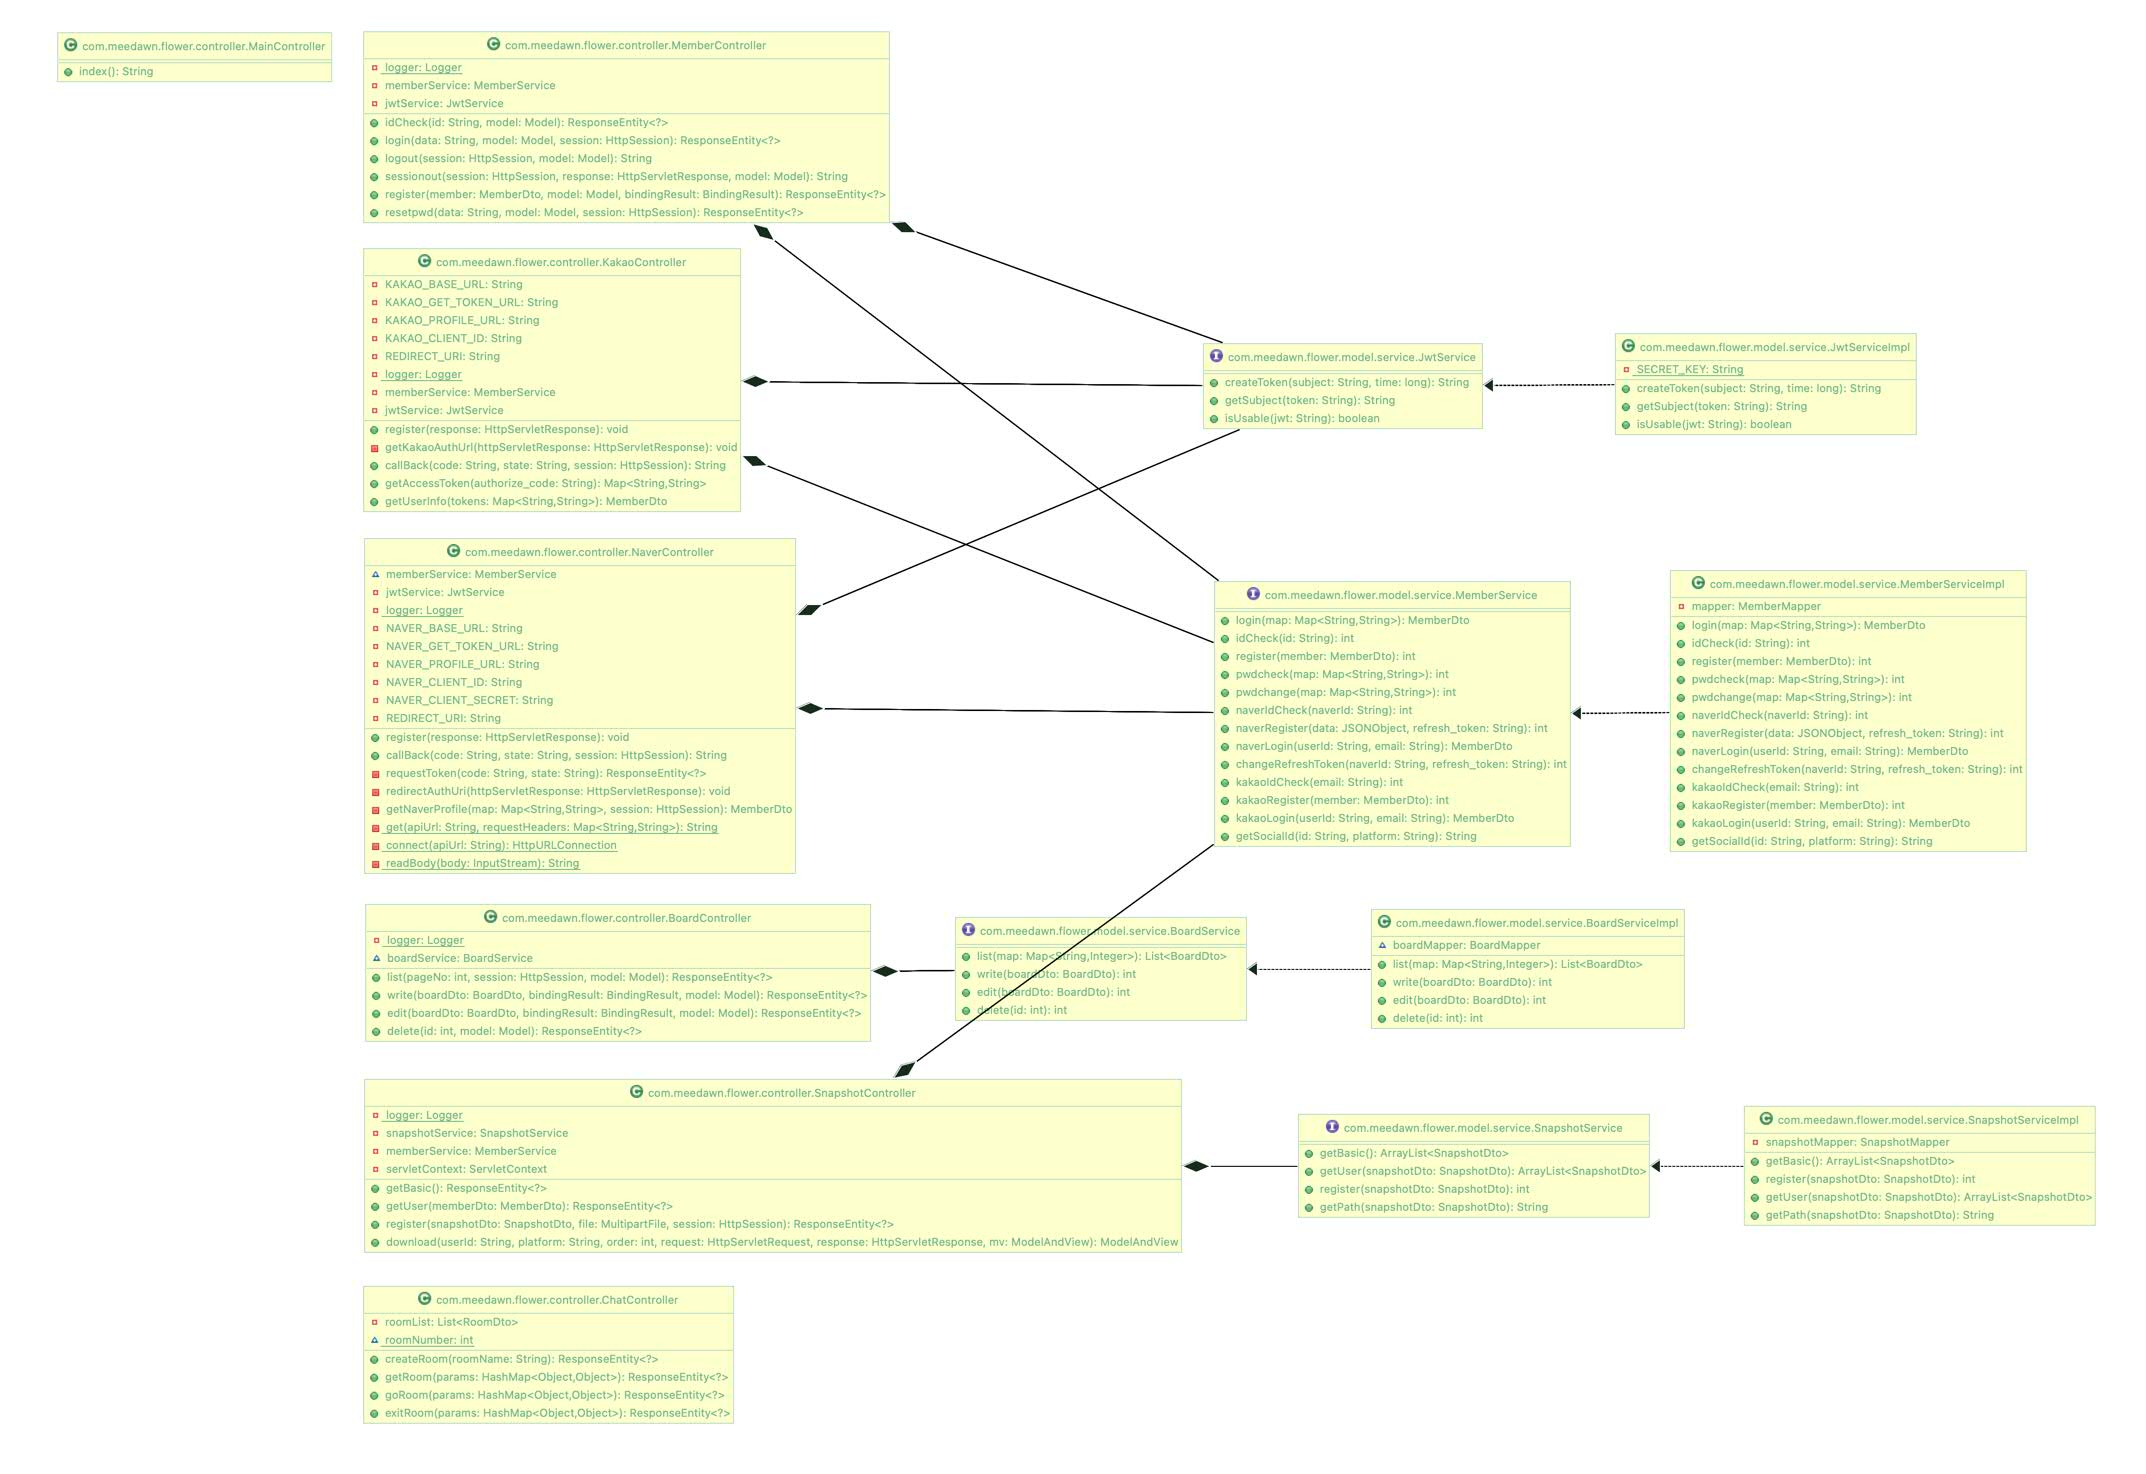 com.meedawn.flower.controller.MainController
index(): String
com.meedawn.flower.controller.MemberController
logger: Logger
memberService: MemberService
jwtService: JwtService
idCheck(id: String, model: Model): ResponseEntity<?>
login(data: String, model: Model, session: HttpSession): ResponseEntity<?>
logout(session: HttpSession, model: Model): String
sessionout(session: HttpSession, response: HttpServletResponse, model: Model): String
register(member: MemberDto, model: Model, bindingResult: BindingResult): ResponseEntity<?>
resetpwd(data: String, model: Model, session: HttpSession): ResponseEntity<?>
com.meedawn.flower.controller.KakaoController
KAKAO_BASE_URL: String
KAKAO_GET_TOKEN_URL: String
KAKAO_PROFILE_URL: String
KAKAO_CLIENT_ID: String
REDIRECT_URI: String
logger: Logger
memberService: MemberService
jwtService: JwtService
register(response: HttpServletResponse): void
getKakaoAuthUrl(httpServletResponse: HttpServletResponse): void
callBack(code: String, state: String, session: HttpSession): String
getAccessToken(authorize_code: String): Map<String,String>
getUserInfo(tokens: Map<String,String>): MemberDto
com.meedawn.flower.model.service.JwtService
createToken(subject: String, time: long): String
getSubject(token: String): String
isUsable(jwt: String): boolean
com.meedawn.flower.model.service.JwtServiceImpl
SECRET_KEY: String
createToken(subject: String, time: long): String
getSubject(token: String): String
isUsable(jwt: String): boolean
com.meedawn.flower.controller.NaverController
memberService: MemberService
jwtService: JwtService
logger: Logger
NAVER_BASE_URL: String
NAVER_GET_TOKEN_URL: String
NAVER_PROFILE_URL: String
NAVER_CLIENT_ID: String
NAVER_CLIENT_SECRET: String
REDIRECT_URI: String
register(response: HttpServletResponse): void
callBack(code: String, state: String, session: HttpSession): String
requestToken(code: String, state: String): ResponseEntity<?>
redirectAuthUri(httpServletResponse: HttpServletResponse): void
getNaverProfile(map: Map<String,String>, session: HttpSession): MemberDto
get(apiUrl: String, requestHeaders: Map<String,String>): String
connect(apiUrl: String): HttpURLConnection
readBody(body: InputStream): String
com.meedawn.flower.model.service.MemberService
login(map: Map<String,String>): MemberDto
idCheck(id: String): int
register(member: MemberDto): int
pwdcheck(map: Map<String,String>): int
pwdchange(map: Map<String,String>): int
naverIdCheck(naverId: String): int
naverRegister(data: JSONObject, refresh_token: String): int
naverLogin(userId: String, email: String): MemberDto
changeRefreshToken(naverId: String, refresh_token: String): int
kakaoIdCheck(email: String): int
kakaoRegister(member: MemberDto): int
kakaoLogin(userId: String, email: String): MemberDto
getSocialId(id: String, platform: String): String
com.meedawn.flower.model.service.MemberServiceImpl
mapper: MemberMapper
login(map: Map<String,String>): MemberDto
idCheck(id: String): int
register(member: MemberDto): int
pwdcheck(map: Map<String,String>): int
pwdchange(map: Map<String,String>): int
naverIdCheck(naverId: String): int
naverRegister(data: JSONObject, refresh_token: String): int
naverLogin(userId: String, email: String): MemberDto
changeRefreshToken(naverId: String, refresh_token: String): int
kakaoIdCheck(email: String): int
kakaoRegister(member: MemberDto): int
kakaoLogin(userId: String, email: String): MemberDto
getSocialId(id: String, platform: String): String
com.meedawn.flower.controller.BoardController
logger: Logger
boardService: BoardService
list(pageNo: int, session: HttpSession, model: Model): ResponseEntity<?>
write(boardDto: BoardDto, bindingResult: BindingResult, model: Model): ResponseEntity<?>
edit(boardDto: BoardDto, bindingResult: BindingResult, model: Model): ResponseEntity<?>
delete(id: int, model: Model): ResponseEntity<?>
com.meedawn.flower.model.service.BoardService
list(map: Map<String,Integer>): List<BoardDto>
write(boardDto: BoardDto): int
edit(boardDto: BoardDto): int
delete(id: int): int
com.meedawn.flower.model.service.BoardServiceImpl
boardMapper: BoardMapper
list(map: Map<String,Integer>): List<BoardDto>
write(boardDto: BoardDto): int
edit(boardDto: BoardDto): int
delete(id: int): int
com.meedawn.flower.controller.SnapshotController
logger: Logger
snapshotService: SnapshotService
memberService: MemberService
servletContext: ServletContext
getBasic(): ResponseEntity<?>
getUser(memberDto: MemberDto): ResponseEntity<?>
register(snapshotDto: SnapshotDto, file: MultipartFile, session: HttpSession): ResponseEntity<?>
download(userId: String, platform: String, order: int, request: HttpServletRequest, response: HttpServletResponse, mv: ModelAndView): ModelAndView
com.meedawn.flower.model.service.SnapshotService
getBasic(): ArrayList<SnapshotDto>
getUser(snapshotDto: SnapshotDto): ArrayList<SnapshotDto>
register(snapshotDto: SnapshotDto): int
getPath(snapshotDto: SnapshotDto): String
com.meedawn.flower.model.service.SnapshotServiceImpl
snapshotMapper: SnapshotMapper
getBasic(): ArrayList<SnapshotDto>
register(snapshotDto: SnapshotDto): int
getUser(snapshotDto: SnapshotDto): ArrayList<SnapshotDto>
getPath(snapshotDto: SnapshotDto): String
com.meedawn.flower.controller.ChatController
roomList: List<RoomDto>
roomNumber: int
createRoom(roomName: String): ResponseEntity<?>
getRoom(params: HashMap<Object,Object>): ResponseEntity<?>
goRoom(params: HashMap<Object,Object>): ResponseEntity<?>
exitRoom(params: HashMap<Object,Object>): ResponseEntity<?>